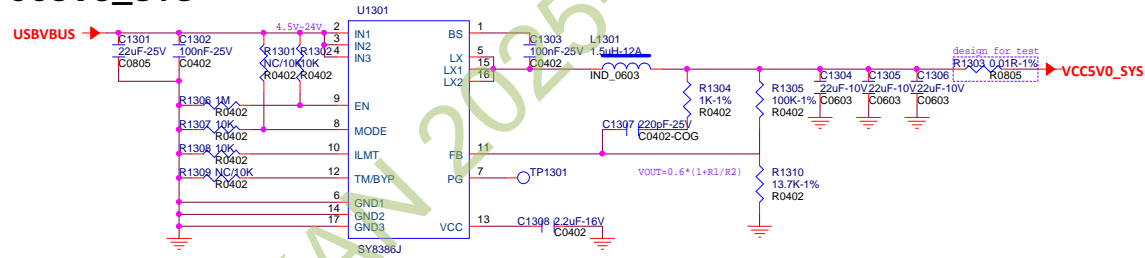 U1301
USBVBUS
4.5V~24V
C1301
22uF-25V
C0805
C1302
100nF-25V
C0402
R1301
NC/10K
R0402
R1302
10K
R0402
R1306 1M
R0402
R1307 10K
R0402
R1308 10K
R0402
R1309 NC/10K
R0402
2 IN1
3 IN2
4 IN3
9 EN
8 MODE
10 ILMT
12 TM/BYP
6 GND1
14 GND2
17 GND3
BS 1
LX 5
LX1 15
LX2 16
FB 11
PG 7
VCC 13
SY8386J
C1303
100nF-25V
C0402
L1301
1.5uH-12A
IND_0603
R1304
1K-1%
R0402
C1307 220pF-25V
C0402-COG
R1305
100K-1%
R0402
VOUT=0.6*(1+R1/R2)
R1310
13.7K-1%
R0402
TP1301
C1308 2.2uF-16V
C0402
C1304
22uF-10V
C0603
C1305
22uF-10V
C0603
C1306
22uF-10V
C0603
design for test
R1303 0.01R-1%
R0805
VCC5V0_SYS
AN 2025